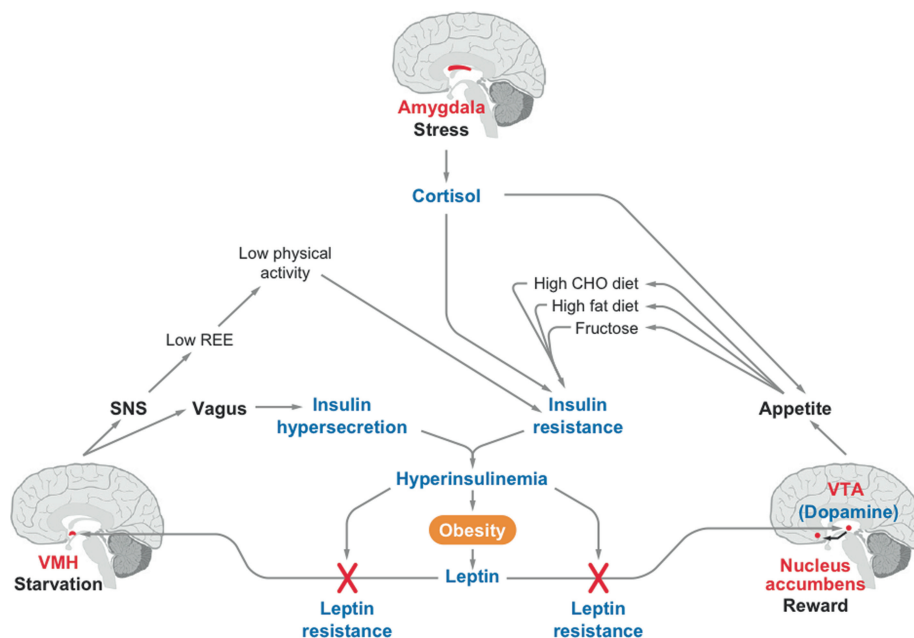 Amygdala
Stress
Cortisol
Low physical
activity
High CHO diet
High fat diet
Fructose
Low REE
SNS
Vagus
Insulin
hypersecretion
Insulin
resistance
Appetite
Hyperinsulinemia
VTA
(Dopamine)
Obesity
VMH
Starvation
Leptin
Nucleus
accumbens
Reward
Leptin
resistance
Leptin
resistance